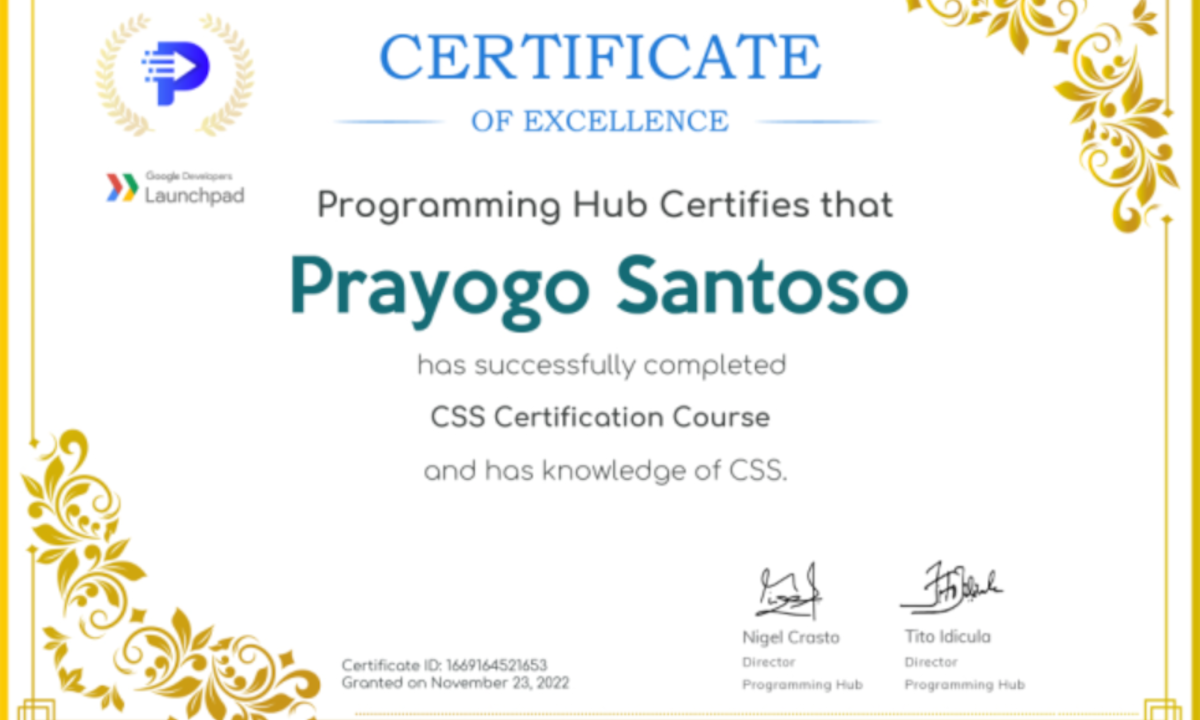 CERTIFICATE
OF EXCELLENCE
Google Developers
Launchpad
Programming Hub Certifies that
Prayogo Santoso
has successfully completed
CSS Certification Course
and has knowledge of CSS.
Nigel Crasto
Director
Programming Hub
Tito Idicula
Director
Programming Hub
Certificate ID: 1669164521653
Granted on November 23, 2022